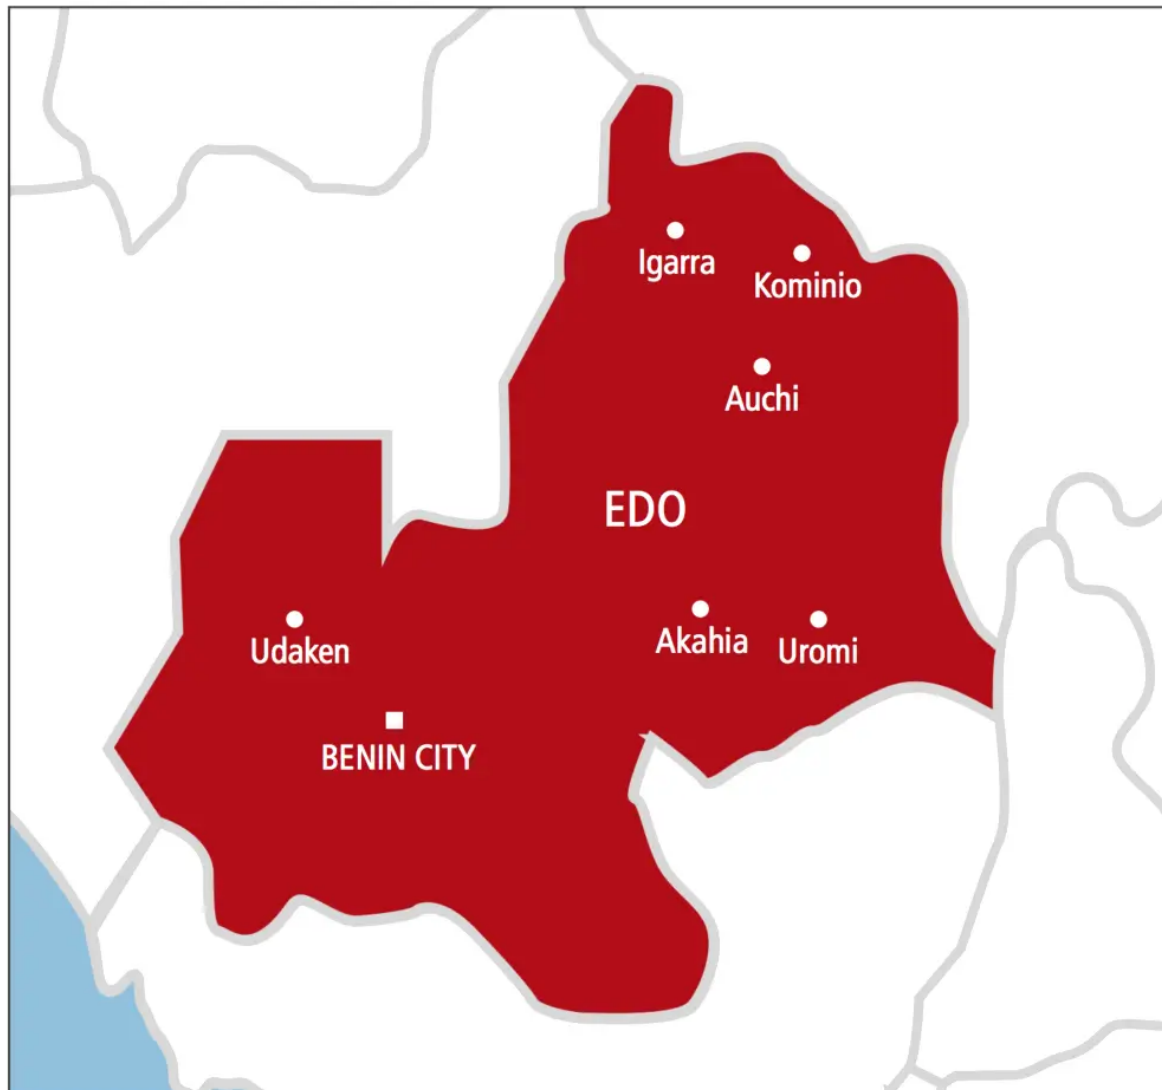 Igarra
Kominio
Auchi
EDO
Akahia
Uromi
Udaken
BENIN CITY